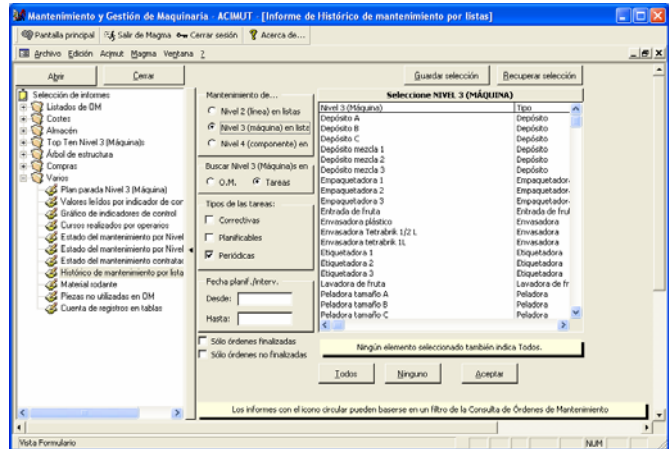 Mantenimiento y Gestión de Maquinaria - ACIMUT - [Informe de Histórico de mantenimiento por listas]
Pantalla principal Salir de Magma Cerrar sesión Acerca de...
Archivo Edición Acimut Magma Ventana ?
Abrir Cerrar Guardar selección Recuperar selección
Selección de informes
Listados de OM
Costes
Almacén
Top Ten Nivel 3 (Máquina)s
Árbol de estructura
Compras
Varios
Plan parada Nivel 3 (Máquina)
Valores leídos por indicador de cor
Gráfico de indicadores de control
Cursos realizados por operarios
Estado del mantenimiento por Nivel
Estado del mantenimiento por Nivel
Estado del mantenimiento contratac
Histórico de mantenimiento por lista
Material rodante
Piezas no utilizadas en OM
Cuenta de registros en tablas
Mantenimiento de...
Nivel 2 (línea) en listas
Nivel 3 (máquina) en lista
Nivel 4 (componente) en
Buscar Nivel 3 (Máquina)s en
O.M. Tareas
Tipos de las tareas:
Correctivas
Planificables
Periódicas
Fecha planif./interv.
Desde:
Hasta:
Sólo órdenes finalizadas
Sólo órdenes no finalizadas
Seleccione NIVEL 3 (MÁQUINA)
Nivel 3 (Máquina) Tipo
Depósito A Depósito
Depósito B Depósito
Depósito C Depósito
Depósito mezcla 1 Depósito
Depósito mezcla 2 Depósito
Depósito mezcla 3 Depósito
Empaquetadora 1 Empaquetador
Empaquetadora 2 Empaquetador
Empaquetadora 3 Empaquetador
Entrada de fruta Entrada de frut
Envasadora plástico Envasadora
Envasadora Tetrabrik 1/2 L Envasadora
Envasadora tetrabrik 1L Envasadora
Etiquetadora 1 Etiquetadora
Etiquetadora 2 Etiquetadora
Etiquetadora 3 Etiquetadora
Lavadora de fruta Lavadora de fr
Peladora tamaño A Peladora
Peladora tamaño B Peladora
Peladora tamaño C Peladora
Ningún elemento seleccionado también indica Todos.
Todos Ninguno Aceptar
Los informes con el icono circular pueden baserse en un filtro de la Consulta de Órdenes de Mantenimiento
Vista Formulario NUM